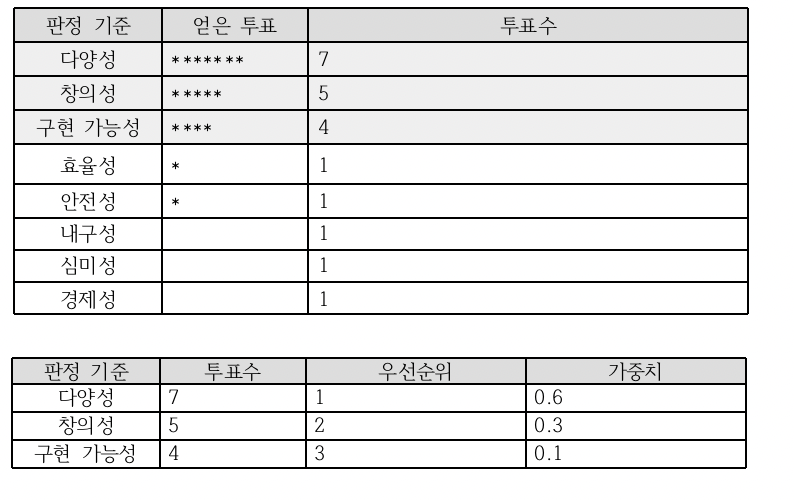 판정 기준 얻은 투표 투표수
다양성 ******* 7
창의성 ***** 5
구현 가능성 **** 4
효율성 * 1
안전성 * 1
내구성 1
심미성 1
경제성 1
판정 기준 투표수 우선순위 가중치
다양성 7 1 0.6
창의성 5 2 0.3
구현 가능성 4 3 0.1